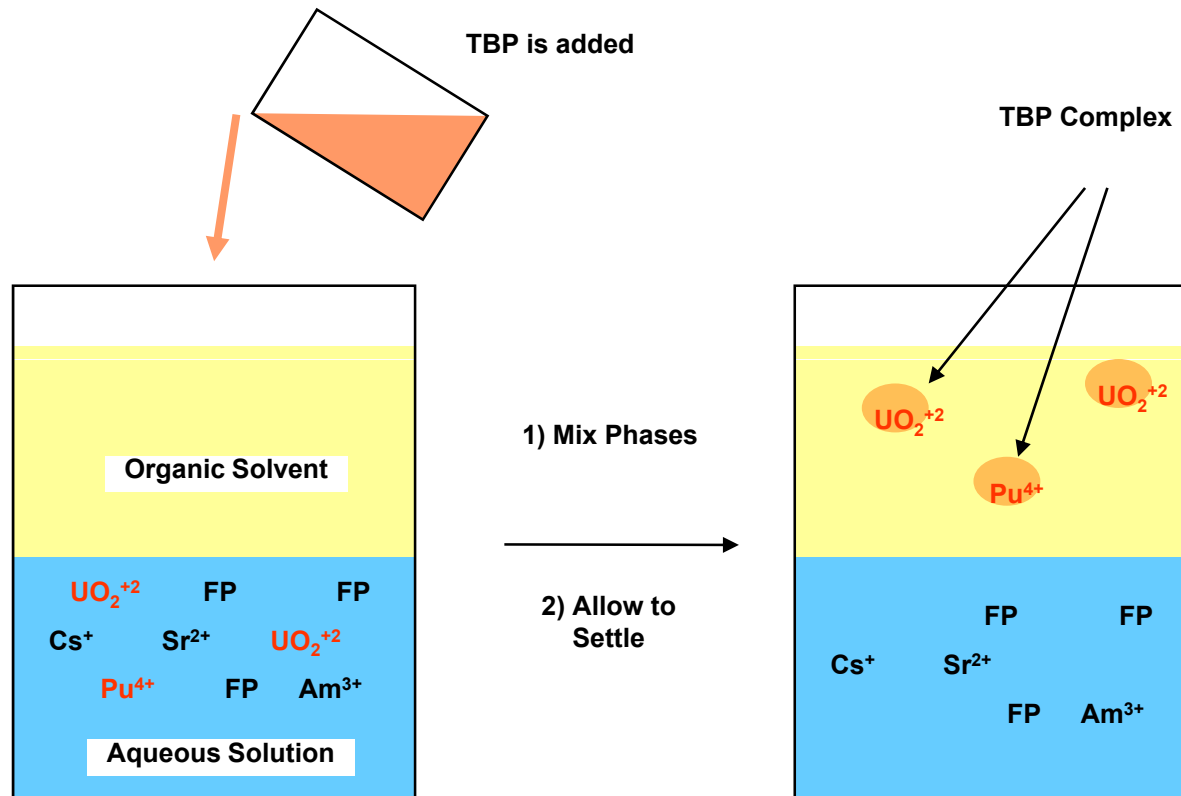 TBP is added
TBP Complex
Organic Solvent
1) Mix Phases
2) Allow to
Settle
UO₂⁺² FP FP
Cs⁺ Sr²⁺ UO₂⁺²
Pu⁴⁺ FP Am³⁺
Aqueous Solution
UO₂⁺² UO₂⁺²
Pu⁴⁺
FP FP
Cs⁺ Sr²⁺
FP Am³⁺